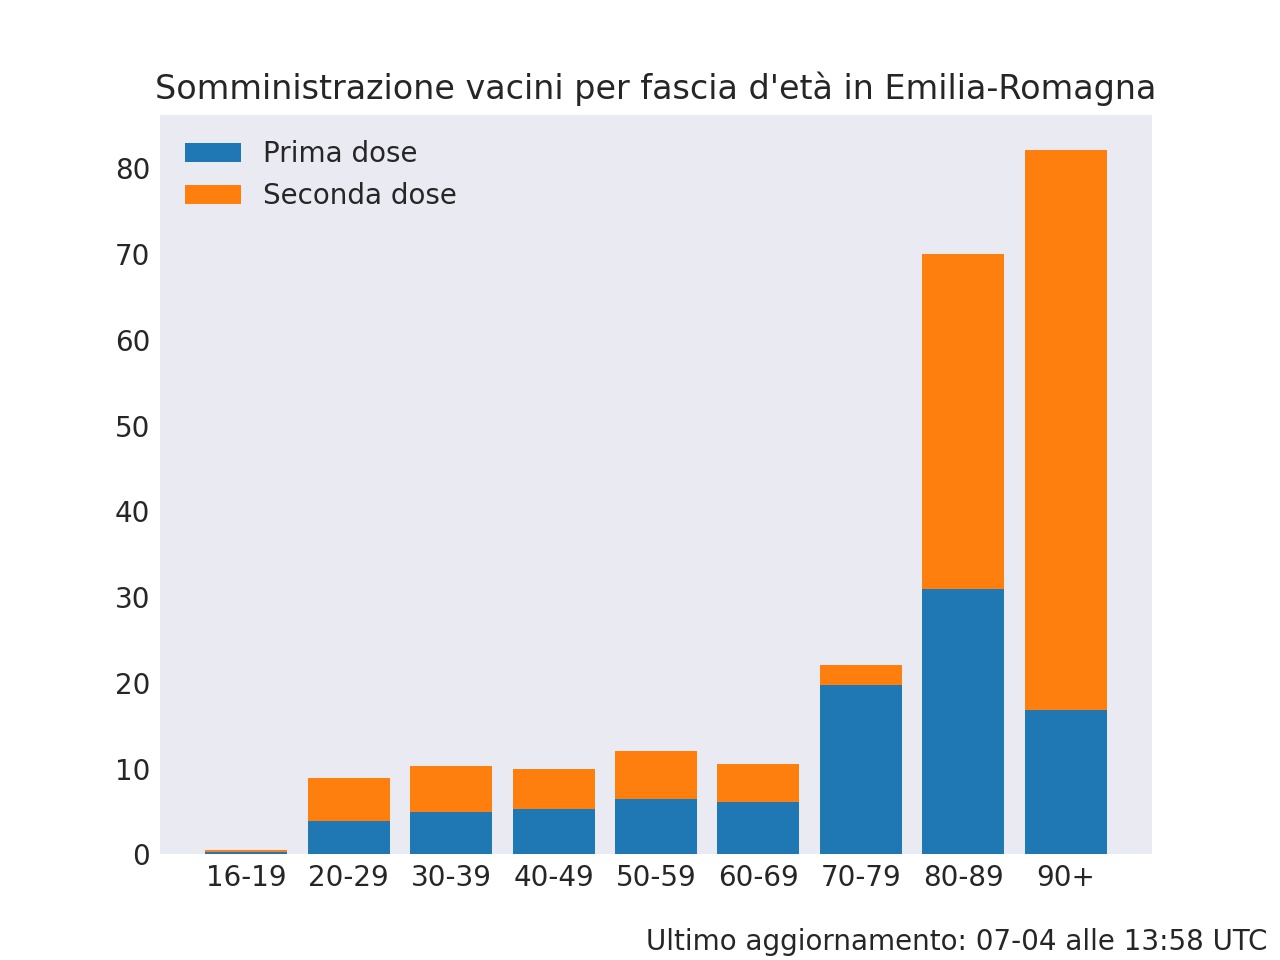 Somministrazione vacini per fascia d'età in Emilia-Romagna
Prima dose
Seconda dose
80
70
60
50
40
30
20
10
0
16-19 20-29 30-39 40-49 50-59 60-69 70-79 80-89 90+
Ultimo aggiornamento: 07-04 alle 13:58 UTC